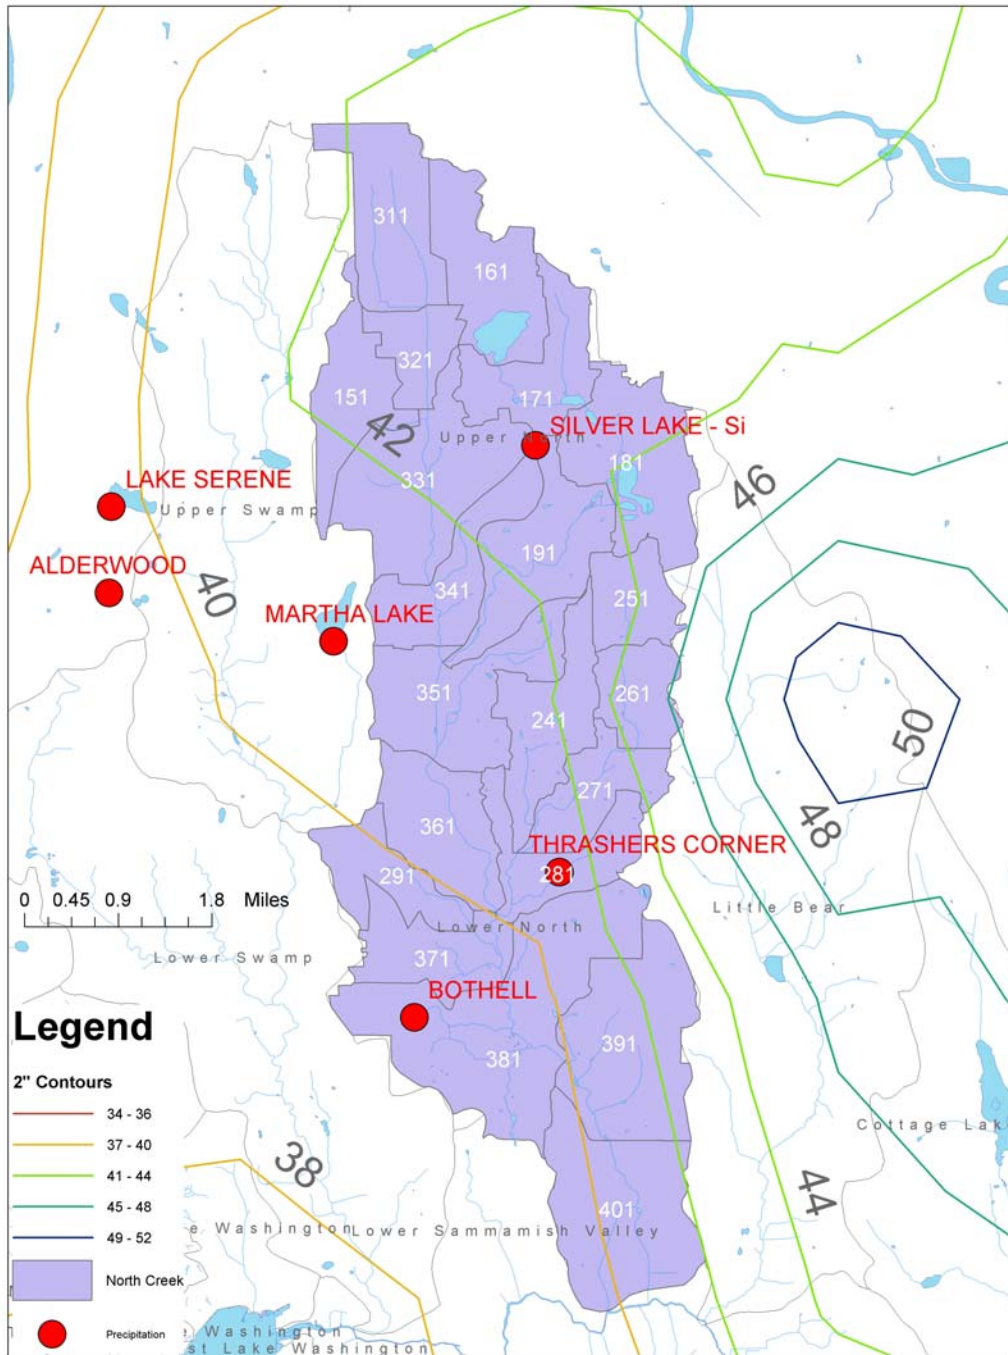 311
161
321
151
171
42
SILVER LAKE - Si
Upper North
181
331
46
LAKE SERENE
Upper Swamp
191
ALDERWOOD
40
341
251
MARTHA LAKE
351
261
241
50
271
48
361
THRASHERS CORNER
291
281
0 0.45 0.9 1.8 Miles
Little Bear
Lower North
Lower Swamp
371
BOTHELL
Legend
391
381
2" Contours
34 - 36
Cottage Lak
37 - 40
38
41 - 44
44
45 - 48
401
e Washington
Lower Sammamish Valley
49 - 52
North Creek
Precipitation
e Washington
st Lake Washington